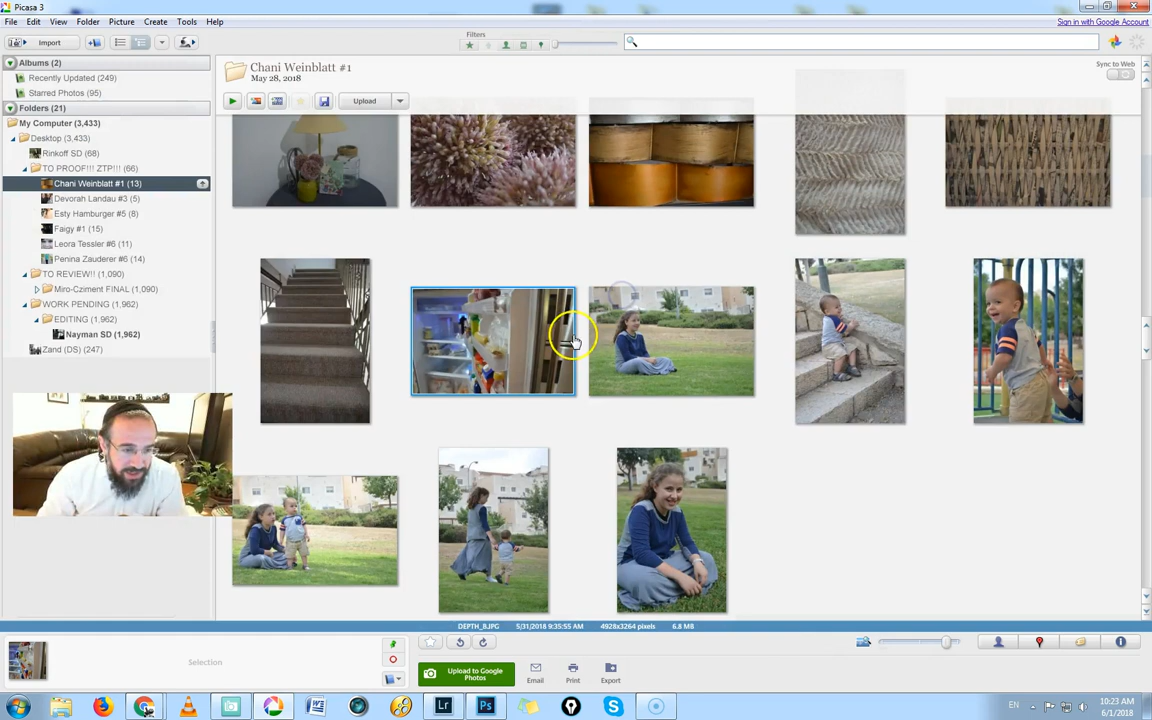 Picasa 3
File Edit View Folder Picture Create Tools Help
Sign in with Google Account
Import
Filters
Albums (2)
Recently Updated (249)
Starred Photos (95)
Folders (21)
My Computer (3,433)
Desktop (3,433)
Rinkoff SD (68)
TO PROOF!!! ZTP!!! (66)
Chani Weinblatt #1 (13)
Devorah Landau #3 (5)
Esty Hamburger #5 (8)
Faigy #1 (15)
Leora Tessler #6 (11)
Penina Zauderer #6 (14)
TO REVIEW!! (1,090)
Miro-Cziment FINAL (1,090)
WORK PENDING (1,962)
EDITING (1,962)
Nayman SD (1,962)
Zand (DS) (247)
Chani Weinblatt #1
May 28, 2018
Sync to Web
Upload
DEPTH_B.JPG 5/31/2018 9:35:55 AM 4928x3264 pixels 6.8 MB
Selection
Upload to Google Photos
Email
Print
Export
W
Lr
Ps
S
EN
10:23 AM
6/1/2018